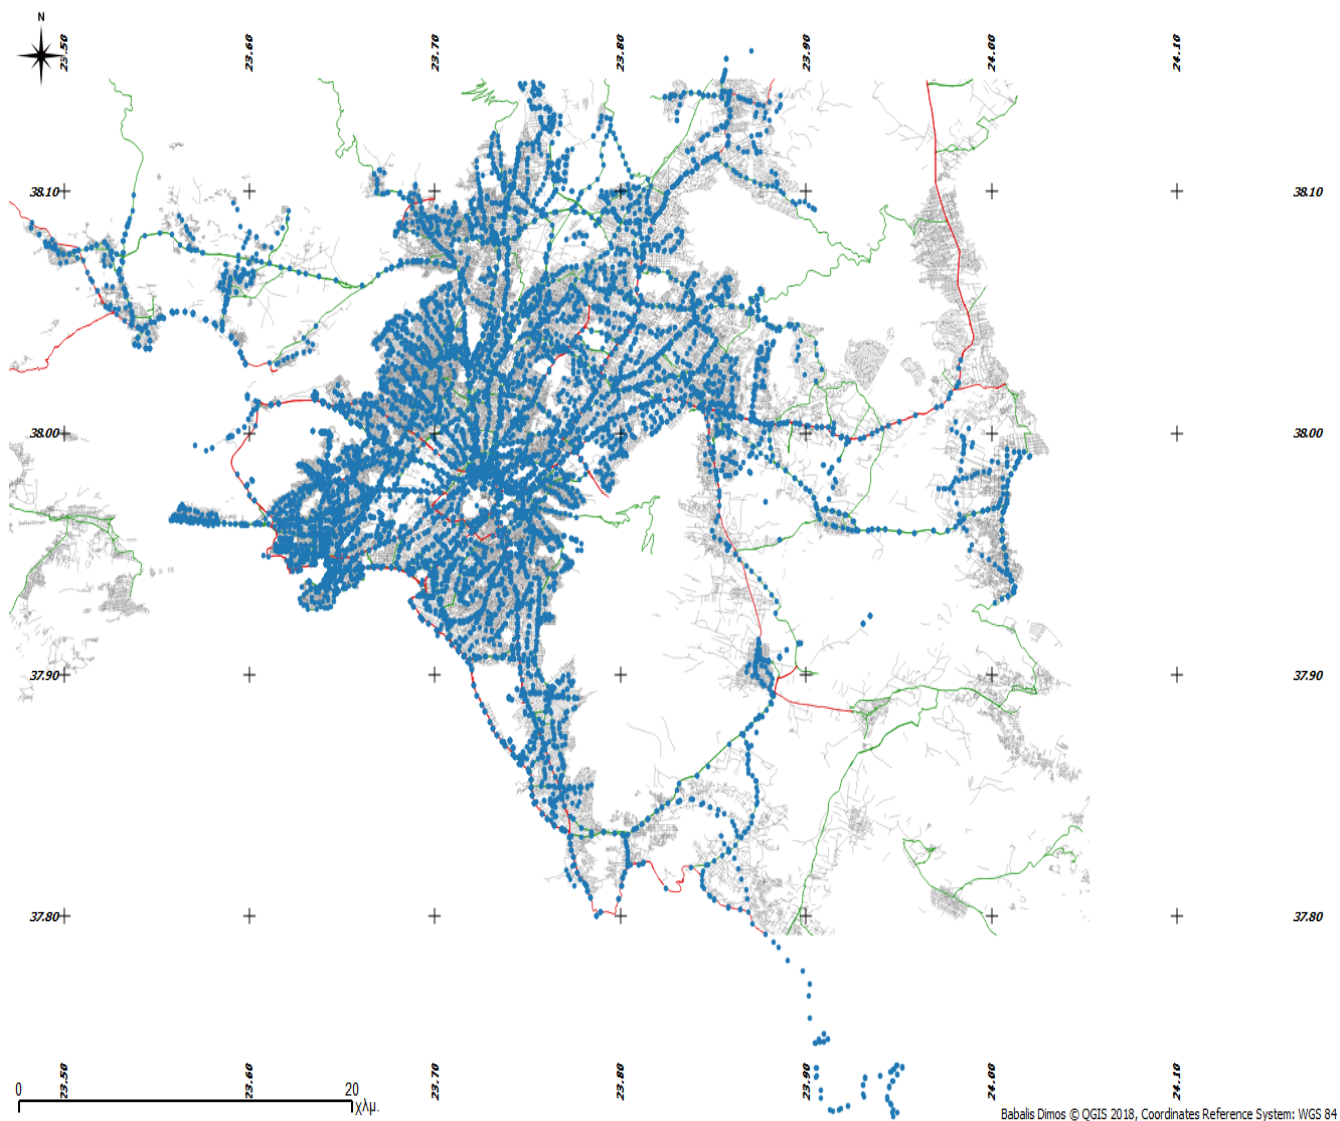 N
23.50 23.60 23.70 23.80 23.90 24.00 24.10
38.10 38.10
38.00 38.00
37.90 37.90
37.80 37.80
23.50 23.60 23.70 23.80 23.90 24.00 24.10
0 20
χλμ.
Babalis Dimos © QGIS 2018, Coordinates Reference System: WGS 84